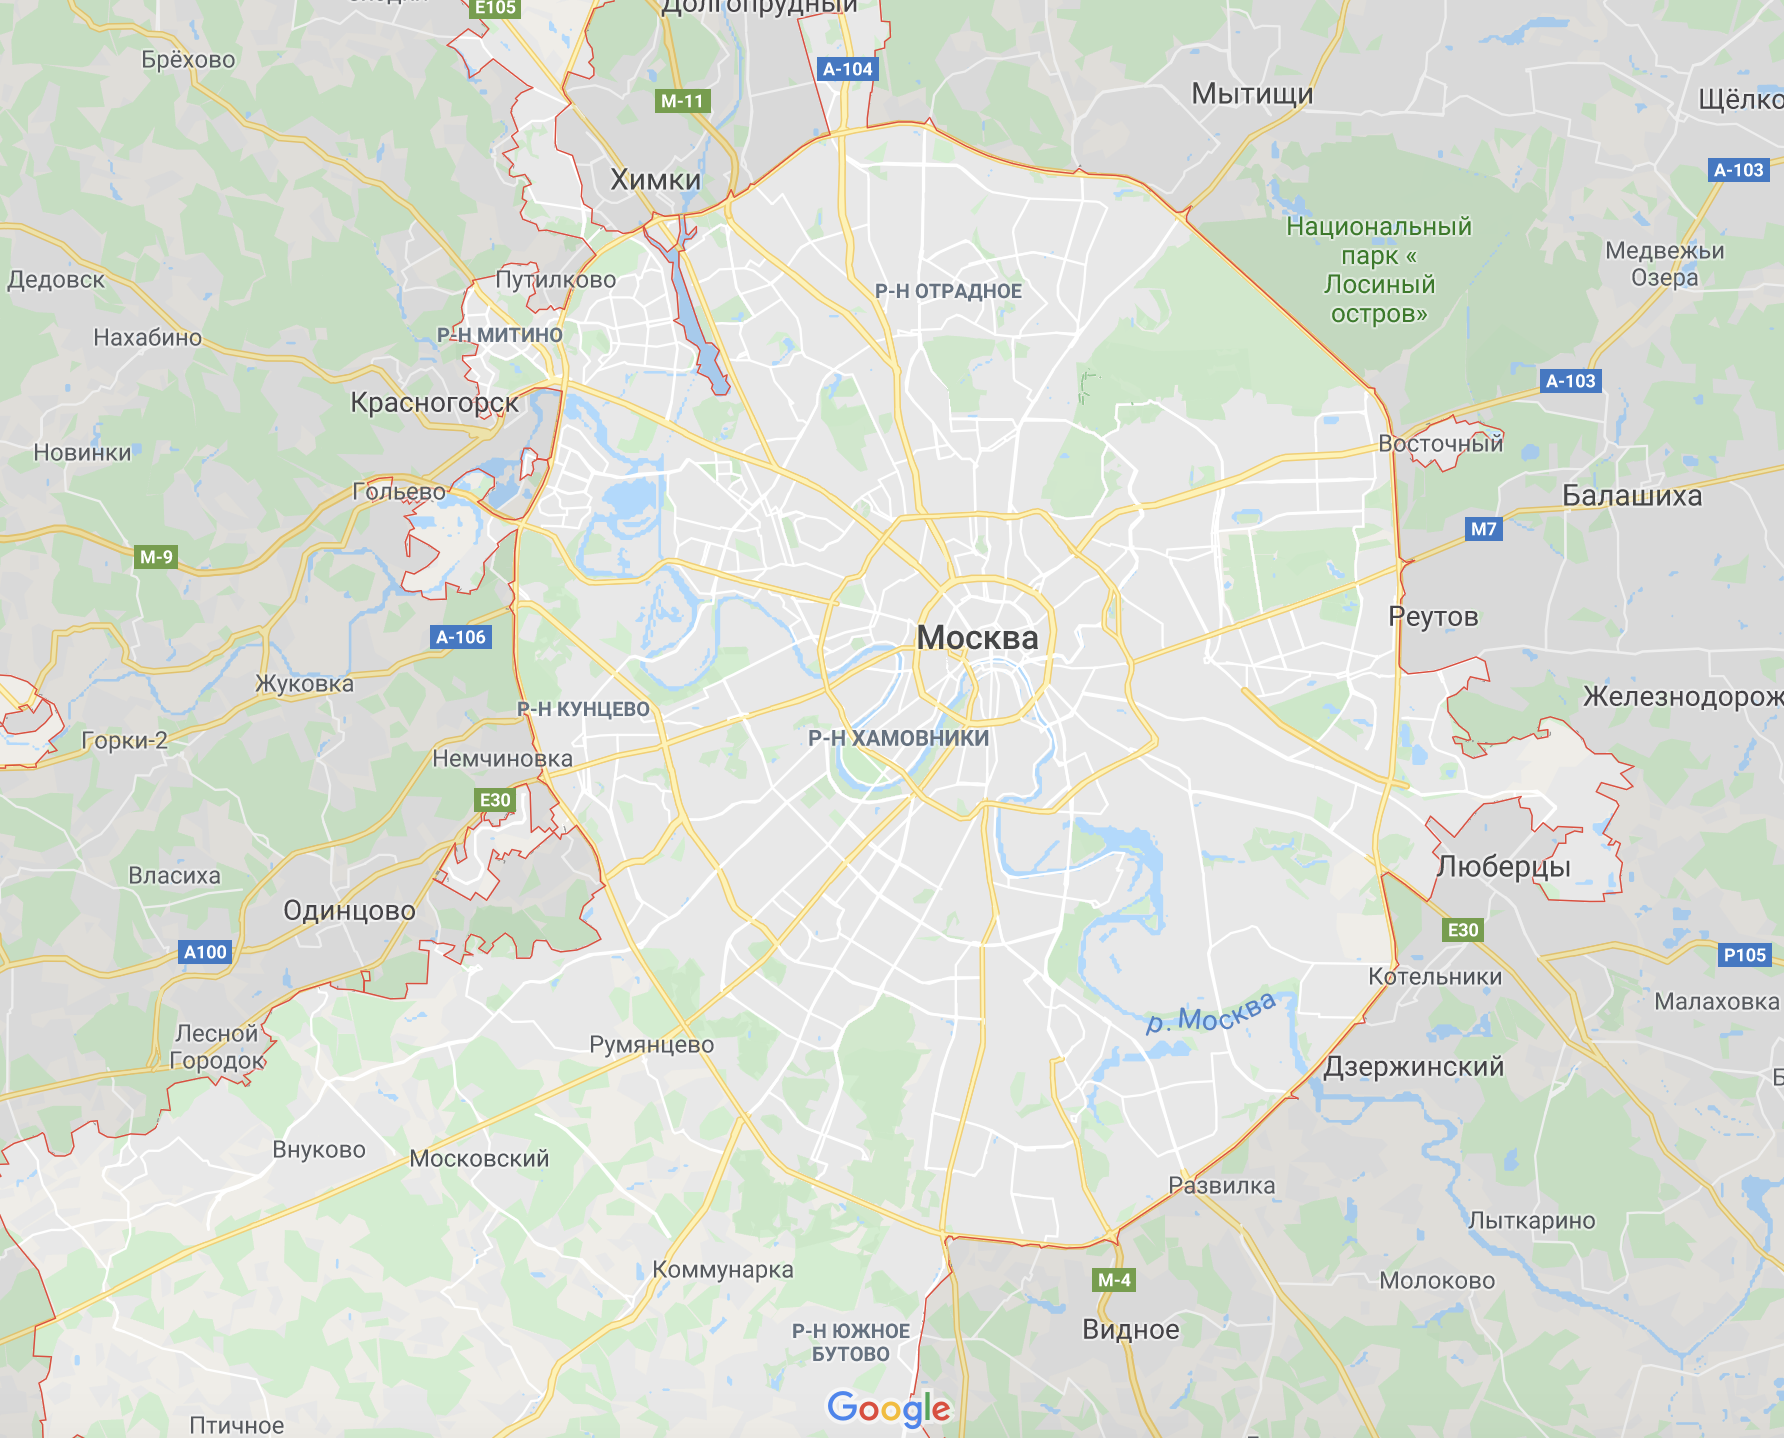 E105
Долгопрудный
Брёхово
A-104
M-11
Мытищи
Щёлко
A-103
Химки
Национальный
парк «
Лосиный
остров»
Медвежьи
Озера
Дедовск
Путилково
Р-Н ОТРАДНОЕ
Нахабино
Р-Н МИТИНО
A-103
Красногорск
Восточный
Новинки
Гольево
Балашиха
M7
M-9
A-106
Москва
Реутов
Жуковка
Р-Н КУНЦЕВО
Железнодорож
Горки-2
Р-Н ХАМОВНИКИ
Немчиновка
E30
Власиха
Люберцы
Одинцово
E30
A100
P105
Котельники
Малаховка
р. Москва
Лесной
Городок
Румянцево
Дзержинский
Внуково
Московский
Развилка
Лыткарино
Коммунарка
M-4
Молоково
Р-Н ЮЖНОЕ
БУТОВО
Видное
Google
Птичное